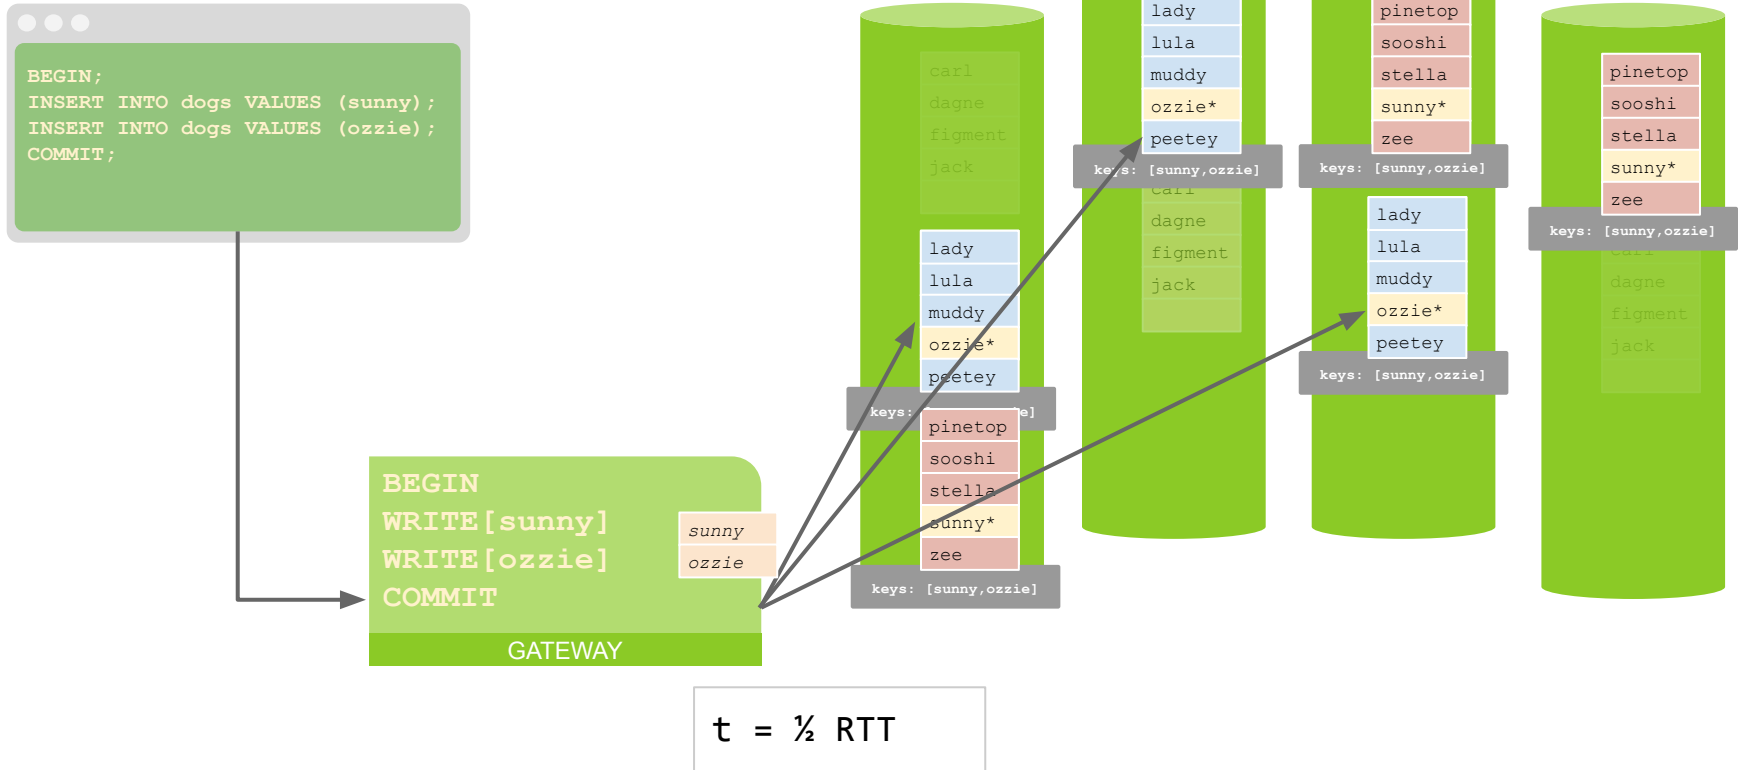 BEGIN;
INSERT INTO dogs VALUES (sunny);
INSERT INTO dogs VALUES (ozzie);
COMMIT;
BEGIN
WRITE[sunny]
WRITE[ozzie]
COMMIT
sunny
ozzie
GATEWAY
t = ½ RTT
carl
dagne
figment
jack
lady
lula
muddy
ozzie*
peetey
keys: e]
pinetop
sooshi
stella
sunny*
zee
keys: [sunny,ozzie]
lady
lula
muddy
ozzie*
peetey
keys: [sunny,ozzie]
carl
dagne
figment
jack
pinetop
sooshi
stella
sunny*
zee
keys: [sunny,ozzie]
lady
lula
muddy
ozzie*
peetey
keys: [sunny,ozzie]
pinetop
sooshi
stella
sunny*
zee
keys: [sunny,ozzie]
carl
dagne
figment
jack